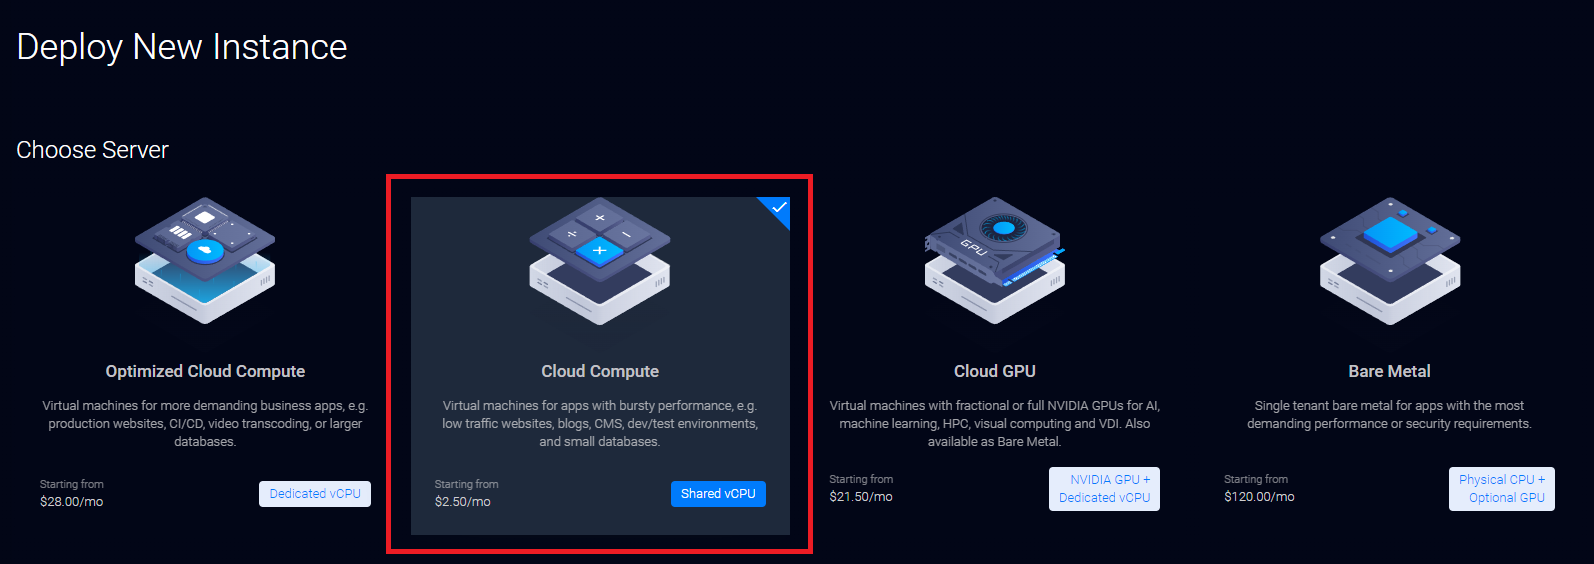 Deploy New Instance
Choose Server
Optimized Cloud Compute
Virtual machines for more demanding business apps, e.g.
production websites, CI/CD, video transcoding, or larger
databases.
Starting from
$28.00/mo
Dedicated vCPU
Cloud Compute
Virtual machines for apps with bursty performance, e.g.
low traffic websites, blogs, CMS, dev/test environments,
and small databases.
Starting from
$2.50/mo
Shared vCPU
GPU
Cloud GPU
Virtual machines with fractional or full NVIDIA GPUs for AI,
machine learning, HPC, visual computing and VDI. Also
available as Bare Metal.
Starting from
$21.50/mo
NVIDIA GPU +
Dedicated vCPU
Bare Metal
Single tenant bare metal for apps with the most
demanding performance or security requirements.
Starting from
$120.00/mo
Physical CPU +
Optional GPU